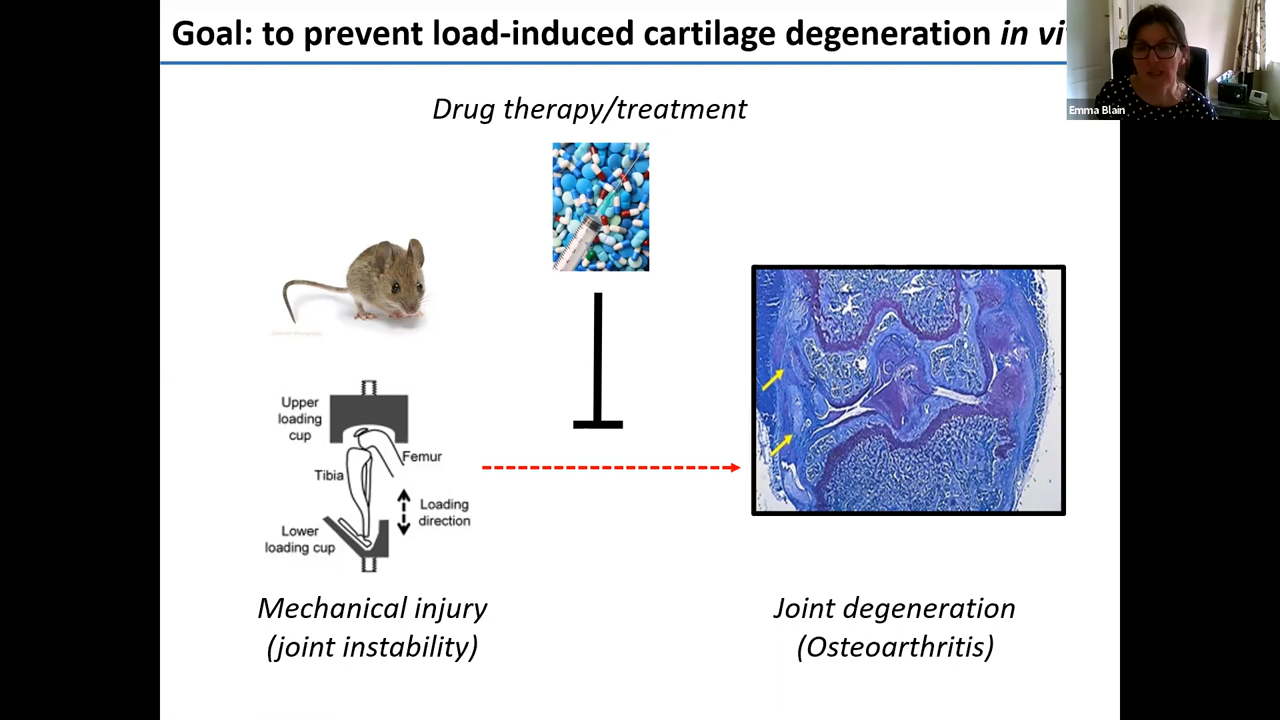 Goal: to prevent load-induced cartilage degeneration in
Emma Blain
Drug therapy/treatment
Upper
loading
cup
Femur
Tibia
Loading
direction
Lower
loading cup
Mechanical injury
(joint instability)
Joint degeneration
(Osteoarthritis)